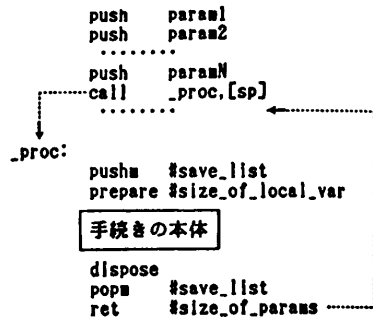 push param1
push param2
........
push paramN
call _proc,[sp]
........
_proc:
pushm #save_list
prepare #size_of_local_var
手続きの本体
dispose
popm #save_list
ret #size_of_params